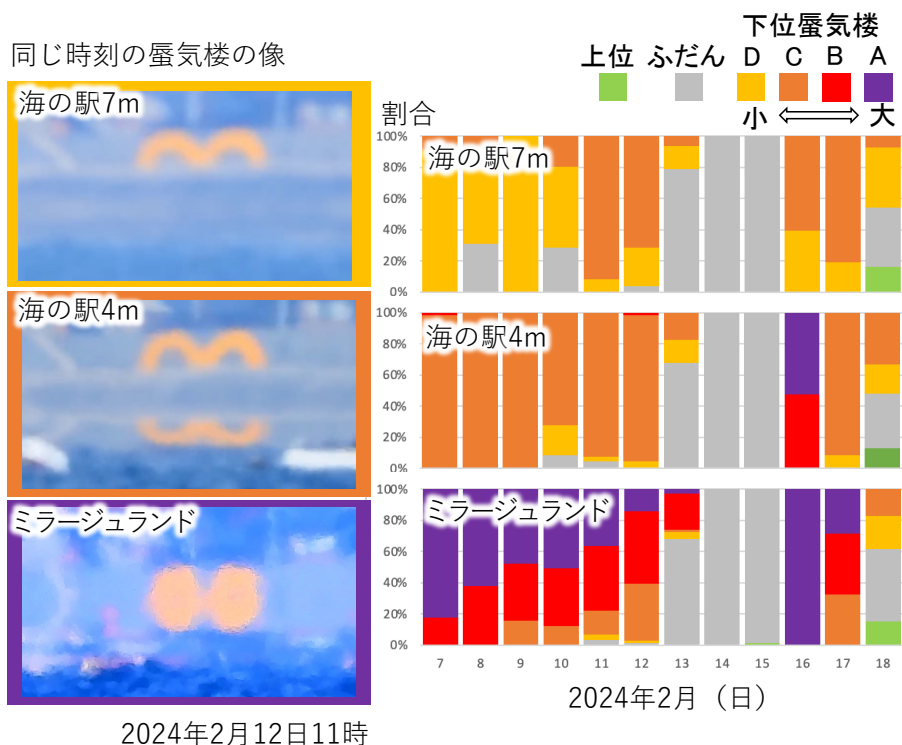 同じ時刻の蜃気楼の像
海の駅7m
海の駅4m
ミラージュランド
2024年2月12日11時
下位蜃気楼
上位 ふだん D C B A
小 大
割合
100%
80%
60%
40%
20%
0%
海の駅7m
100%
80%
60%
40%
20%
0%
海の駅4m
100%
80%
60%
40%
20%
0%
ミラージュランド
7 8 9 10 11 12 13 14 15 16 17 18
2024年2月（日）